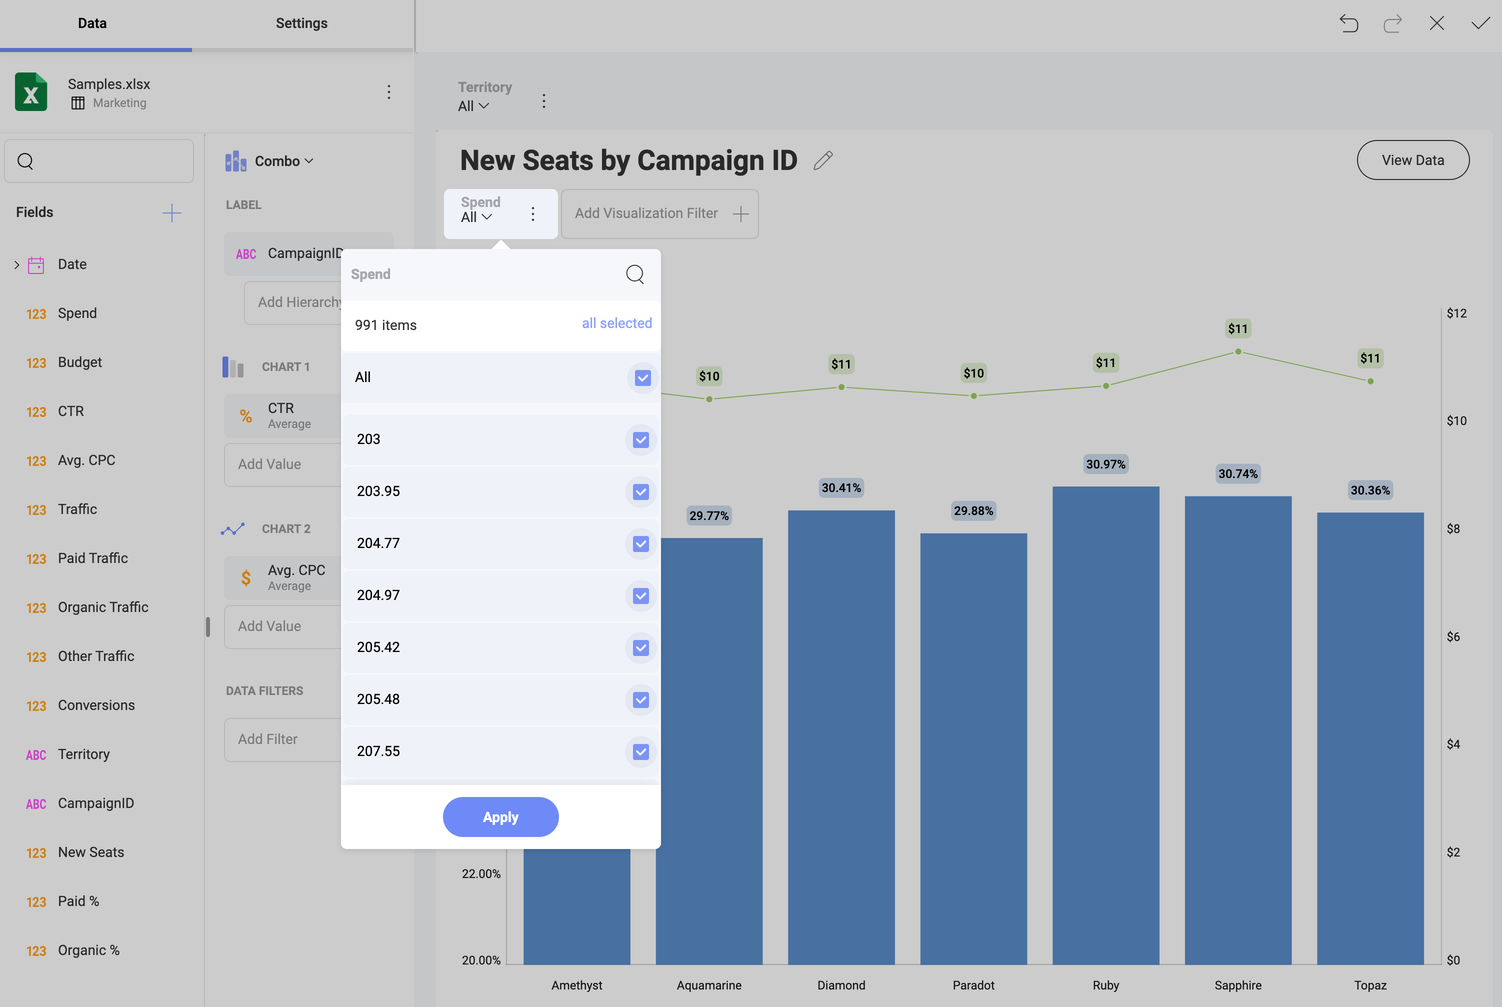 Data
Settings
Samples.xlsx
Marketing
Territory
All
New Seats by Campaign ID
View Data
Spend
All
Add Visualization Filter
Fields
Date
Spend
Budget
CTR
Avg. CPC
Traffic
Paid Traffic
Organic Traffic
Other Traffic
Conversions
Territory
CampaignID
New Seats
Paid %
Organic %
123
123
123
123
123
123
123
123
123
ABC
ABC
123
123
123
Combo
LABEL
ABC
CampaignID
Add Hierarchy
CHART 1
%
CTR
Average
Add Value
CHART 2
$
Avg. CPC
Average
Add Value
DATA FILTERS
Add Filter
Spend
991 items
all selected
All
203
203.95
204.77
204.97
205.42
205.48
207.55
Apply
$10
$11
$10
$11
$11
$11
29.77%
30.41%
29.88%
30.97%
30.74%
30.36%
$12
$10
$8
$6
$4
$2
$0
22.00%
20.00%
Amethyst
Aquamarine
Diamond
Paradot
Ruby
Sapphire
Topaz